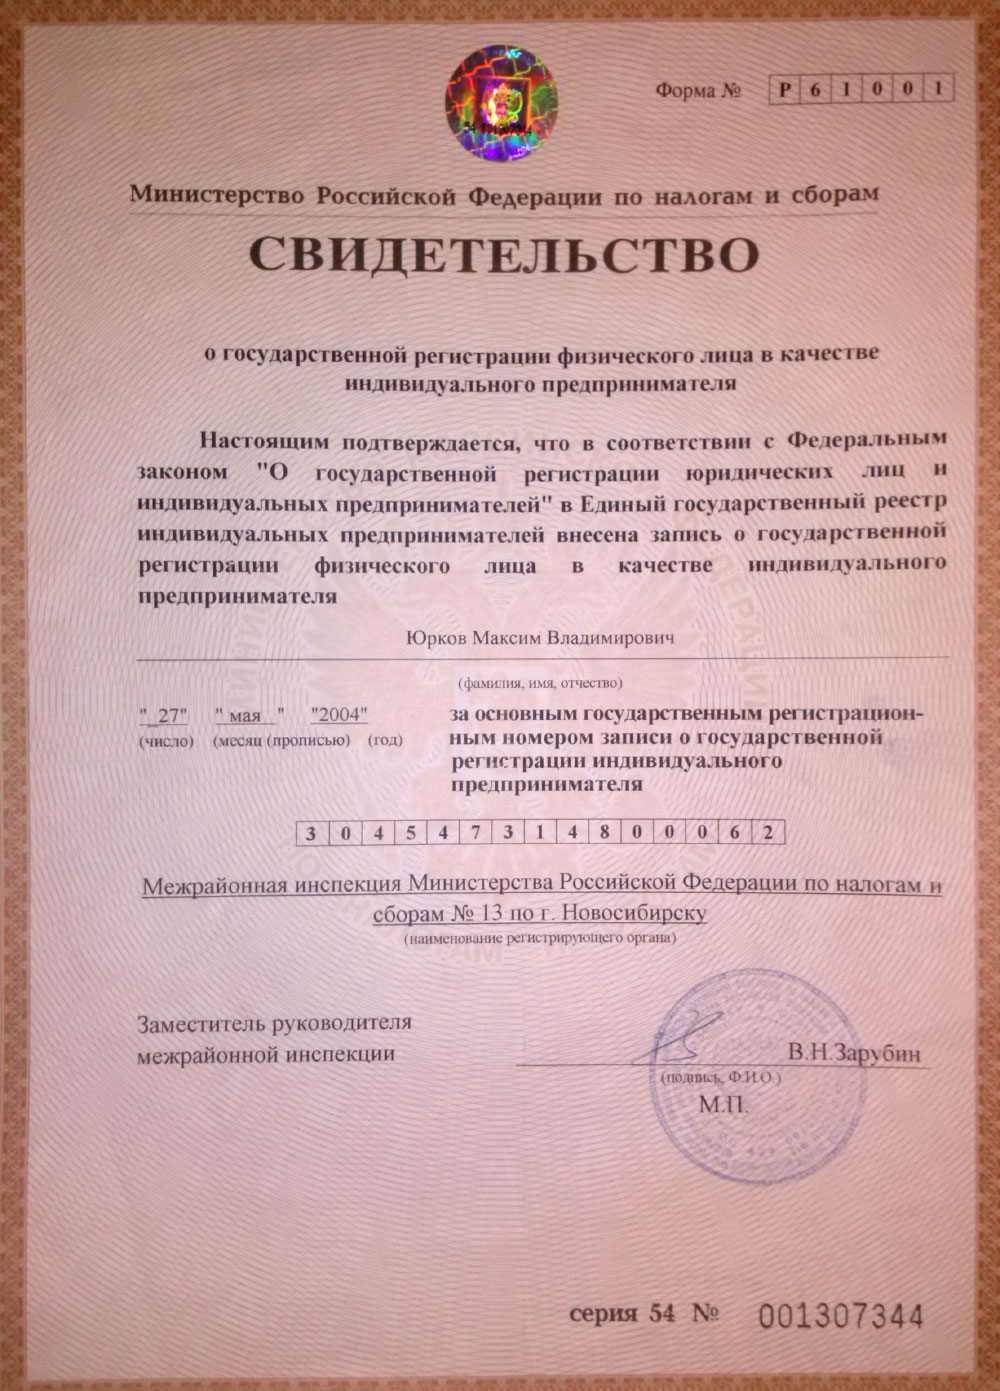 Форма № Р 6 1 0 0 1
Министерство Российской Федерации по налогам и сборам
СВИДЕТЕЛЬСТВО
о государственной регистрации физического лица в качестве
индивидуального предпринимателя
Настоящим подтверждается, что в соответствии с Федеральным
законом "О государственной регистрации юридических лиц и
индивидуальных предпринимателей" в Единый государственный реестр
индивидуальных предпринимателей внесена запись о государственной
регистрации физического лица в качестве индивидуального
предпринимателя
Юрков Максим Владимирович
(фамилия, имя, отчество)
"_27" " мая " "2004"
(число) (месяц (прописью) (год)
за основным государственным регистрацион-
ным номером записи о государственной
регистрации индивидуального
предпринимателя
3 0 4 5 4 7 3 1 4 8 0 0 0 6 2
Межрайонная инспекция Министерства Российской Федерации по налогам и
сборам № 13 по г. Новосибирску
(наименование регистрирующего органа)
Заместитель руководителя
межрайонной инспекции
В.Н.Зарубин
(подпись, Ф.И.О.)
М.П.
серия 54 № 001307344